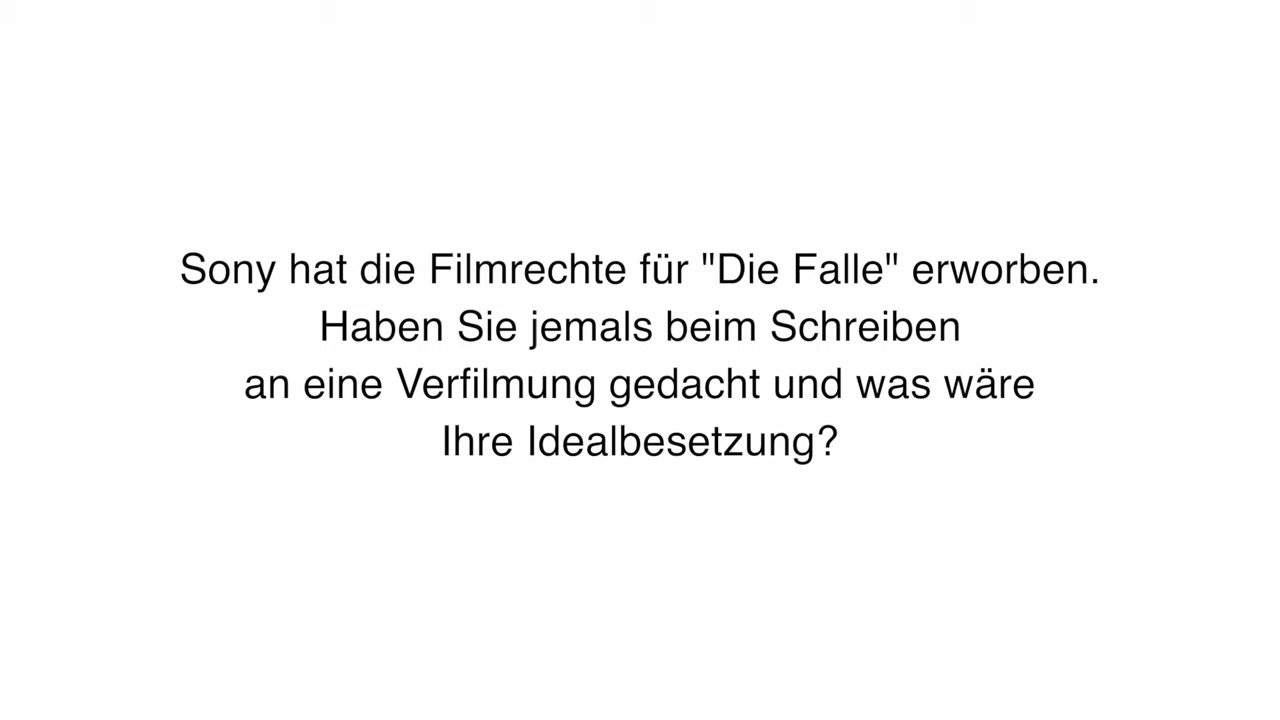 Sony hat die Filmrechte für "Die Falle" erworben.
Haben Sie jemals beim Schreiben
an eine Verfilmung gedacht und was wäre
Ihre Idealbesetzung?